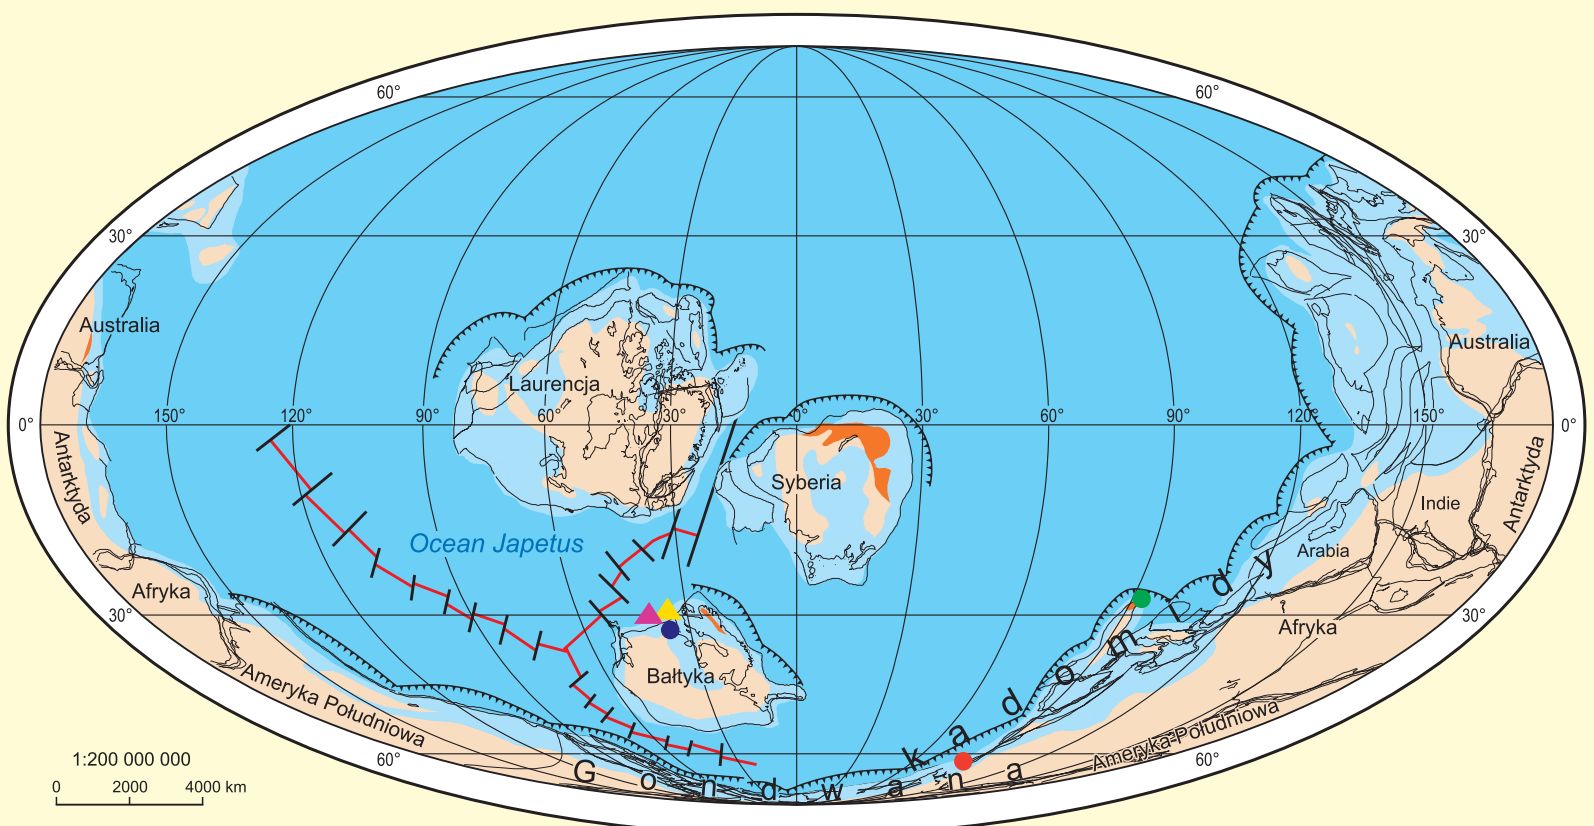 60° 60°
30° 30°
Australia
Australia
Laurencja
150° 120° 90° 60° 30° 0° 30° 60° 90° 120° 150°
0° 0°
Antarktyda
Antarktyda
Syberia
Indie
Ocean Japetus
Arabia
Afryka
Afryka
30° 30°
kadomidy
Bałtyka
Ameryka Południowa
Ameryka Południowa
60° 60°
Gondwana
1:200 000 000
0 2000 4000 km